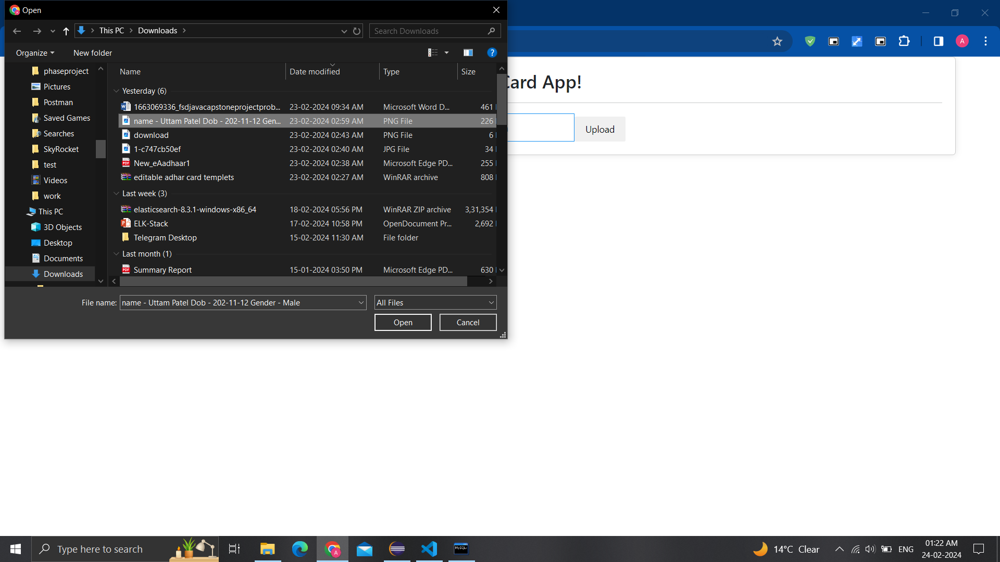 Open
This PC > Downloads >
Search Downloads
Organize
New folder
?
A
phaseproject
Pictures
Postman
Saved Games
Searches
SkyRocket
test
Videos
work
This PC
3D Objects
Desktop
Documents
Downloads
Name Date modified Type Size
Yesterday (6)
1663069336_fsdjavacapstoneprojectprob... 23-02-2024 09:34 AM Microsoft Word D... 461
name - Uttam Patel Dob - 202-11-12 Gen... 23-02-2024 02:59 AM PNG File 226
download 23-02-2024 02:43 AM PNG File 6
1-c747cb50ef 23-02-2024 02:40 AM JPG File 34
New_eAadhaar1 23-02-2024 02:38 AM Microsoft Edge PD... 255
editable adhar card templets 23-02-2024 02:27 AM WinRAR archive 808
Last week (3)
elasticsearch-8.3.1-windows-x86_64 18-02-2024 05:56 PM WinRAR ZIP archive 3,31,354
ELK-Stack 17-02-2024 10:58 PM OpenDocument Pr... 2,692
Telegram Desktop 15-02-2024 11:30 AM File folder
Last month (1)
Summary Report 15-01-2024 03:50 PM Microsoft Edge PD... 630
File name: name - Uttam Patel Dob - 202-11-12 Gender - Male
All Files
Open
Cancel
Card App!
Upload
Type here to search
MySQL
14°C Clear
ENG
01:22 AM
24-02-2024